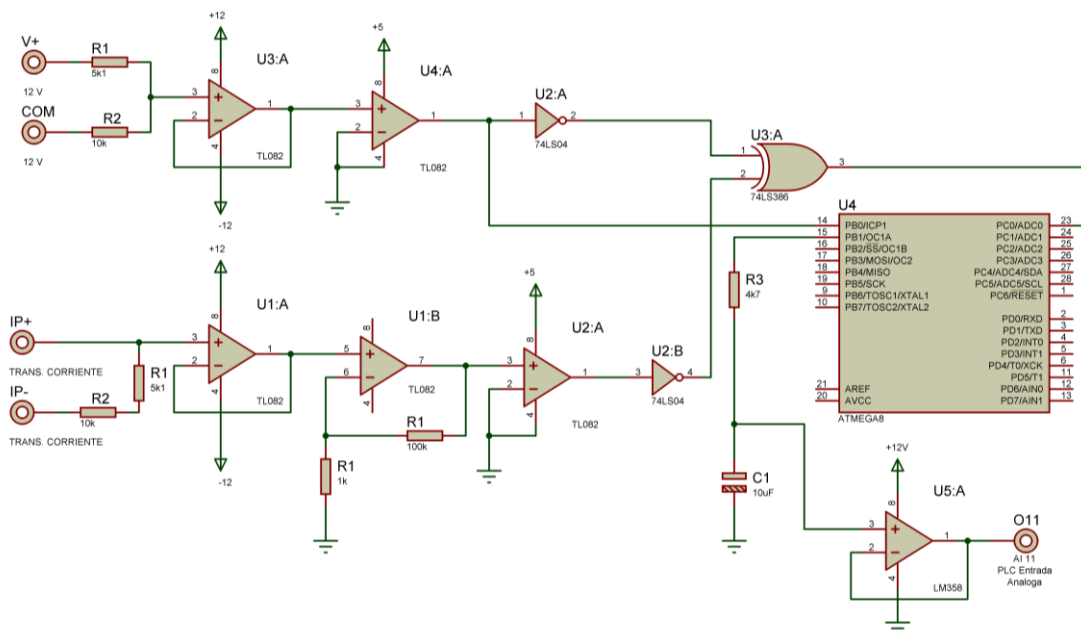 V+
12 V
COM
12 V
R1
5k1
R2
10k
+12
U3:A
8
3
2
1
4
TL082
-12
+5
U4:A
8
3
2
1
4
TL082
U2:A
1
2
74LS04
U3:A
1
2
3
74LS386
IP+
TRANS. CORRIENTE
IP-
TRANS. CORRIENTE
R1
5k1
R2
10k
+12
U1:A
8
3
2
1
4
TL082
-12
U1:B
8
5
6
7
4
TL082
R1
100k
R1
1k
+5
U2:A
8
3
2
1
4
TL082
U2:B
3
4
74LS04
R3
4k7
C1
10uF
U4
14 PB0/ICP1
15 PB1/OC1A
16 PB2/SS/OC1B
17 PB3/MOSI/OC2
18 PB4/MISO
19 PB5/SCK
9 PB6/TOSC1/XTAL1
10 PB7/TOSC2/XTAL2
21 AREF
20 AVCC
PC0/ADC0 23
PC1/ADC1 24
PC2/ADC2 25
PC3/ADC3 26
PC4/ADC4/SDA 27
PC5/ADC5/SCL 28
PC6/RESET 1
PD0/RXD 2
PD1/TXD 3
PD2/INT0 4
PD3/INT1 5
PD4/T0/XCK 6
PD5/T1 11
PD6/AIN0 12
PD7/AIN1 13
ATMEGA8
+12V
U5:A
8
3
2
1
4
LM358
O11
AI 11
PLC Entrada
Analoga